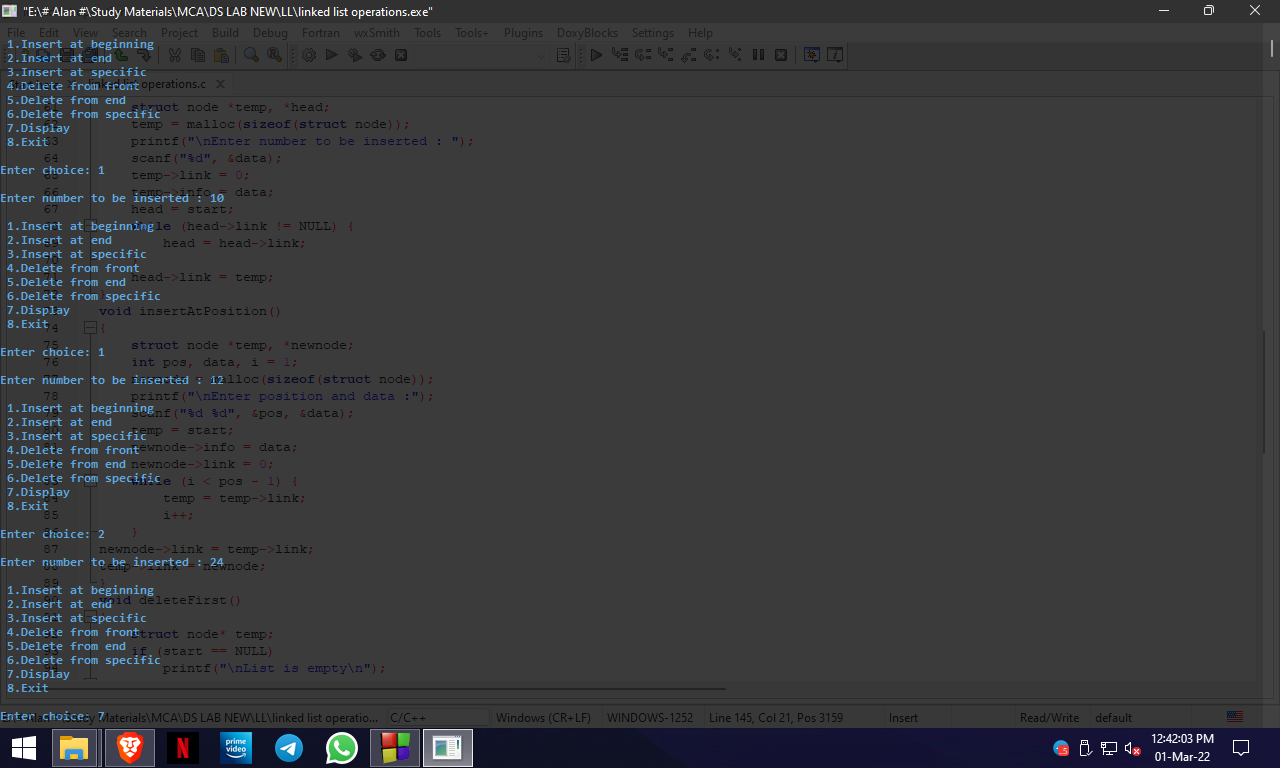 "E:\# Alan #\Study Materials\MCA\DS LAB NEW\LL\linked list operations.exe"
File Edit View Search Project Build Debug Fortran wxSmith Tools Tools+ Plugins DoxyBlocks Settings Help
1.Insert at beginning
2.Insert at end
3.Insert at specific
4.Delete from front
5.Delete from end
6.Delete from specific
7.Display
8.Exit
Enter choice: 1
Enter number to be inserted : 10
1.Insert at beginning
2.Insert at end
3.Insert at specific
4.Delete from front
5.Delete from end
6.Delete from specific
7.Display
8.Exit
Enter choice: 1
Enter number to be inserted : 12
1.Insert at beginning
2.Insert at end
3.Insert at specific
4.Delete from front
5.Delete from end
6.Delete from specific
7.Display
8.Exit
Enter choice: 2
Enter number to be inserted : 24
1.Insert at beginning
2.Insert at end
3.Insert at specific
4.Delete from front
5.Delete from end
6.Delete from specific
7.Display
8.Exit
Enter choice: 7
operations.c
struct node *temp, *head;
temp = malloc(sizeof(struct node));
printf("\nEnter number to be inserted : ");
64 scanf("%d", &data);
temp->link = 0;
temp->info = data;
67 head = start;
while (head->link != NULL) {
head = head->link;
head->link = temp;
void insertAtPosition()
74 {
75 struct node *temp, *newnode;
76 int pos, data, i = 1;
malloc(sizeof(struct node));
78 printf("\nEnter position and data :");
scanf("%d %d", &pos, &data);
temp = start;
newnode->info = data;
newnode->link = 0;
while (i < pos - 1) {
temp = temp->link;
85 i++;
}
87 newnode->link = temp->link;
temp->link = newnode;
89 }
void deleteFirst()
struct node* temp;
if (start == NULL)
printf("\nList is empty\n");
Materials\MCA\DS LAB NEW\LL\linked list operatio... C/C++ Windows (CR+LF) WINDOWS-1252 Line 145, Col 21, Pos 3159 Insert Read/Write default
N
prime video
12:42:03 PM
01-Mar-22